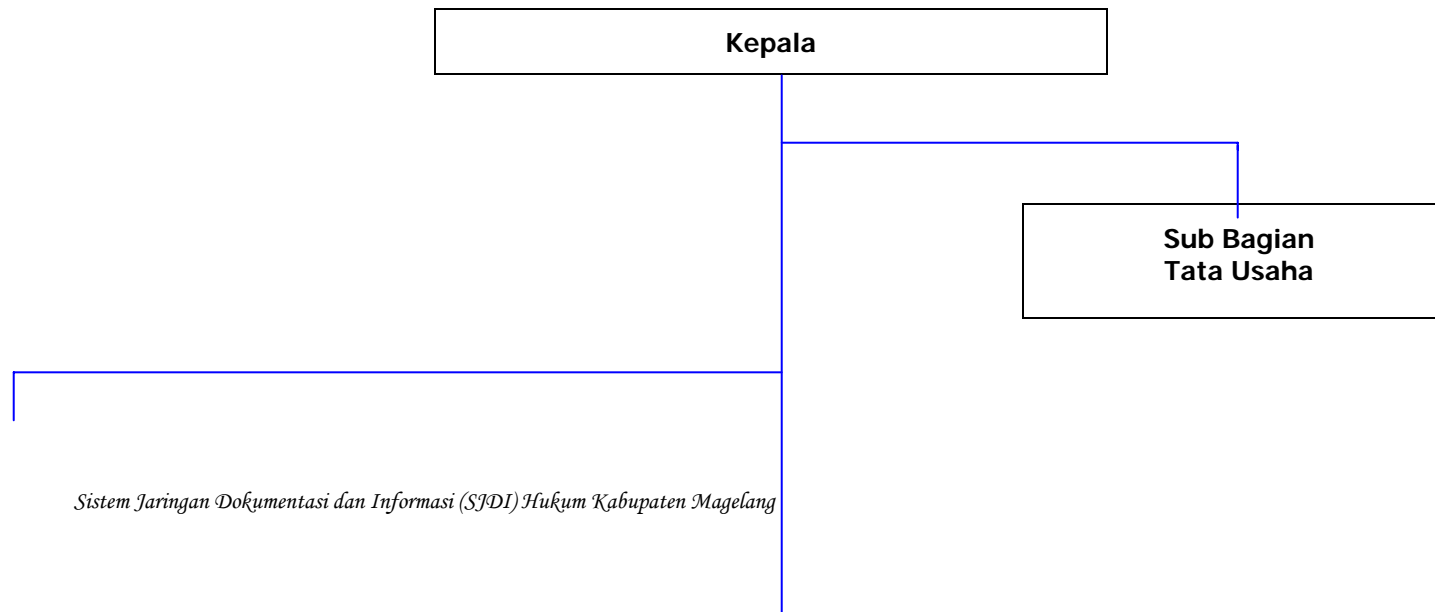 Kepala
Sub Bagian
Tata Usaha
Sistem Jaringan Dokumentasi dan Informasi (SJDI) Hukum Kabupaten Magelang